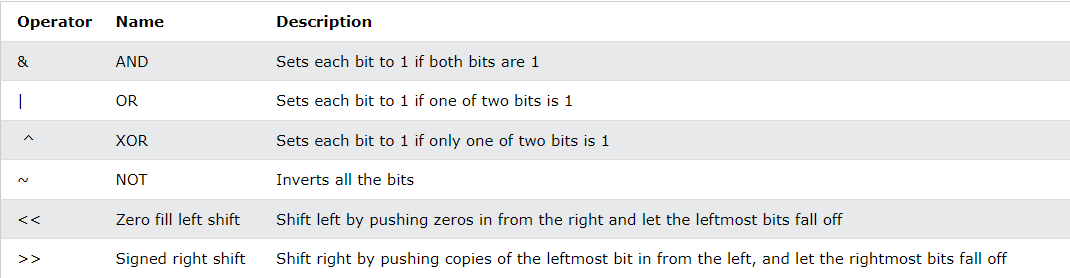 Operator Name Description
& AND Sets each bit to 1 if both bits are 1
| OR Sets each bit to 1 if one of two bits is 1
^ XOR Sets each bit to 1 if only one of two bits is 1
~ NOT Inverts all the bits
<< Zero fill left shift Shift left by pushing zeros in from the right and let the leftmost bits fall off
>> Signed right shift Shift right by pushing copies of the leftmost bit in from the left, and let the rightmost bits fall off